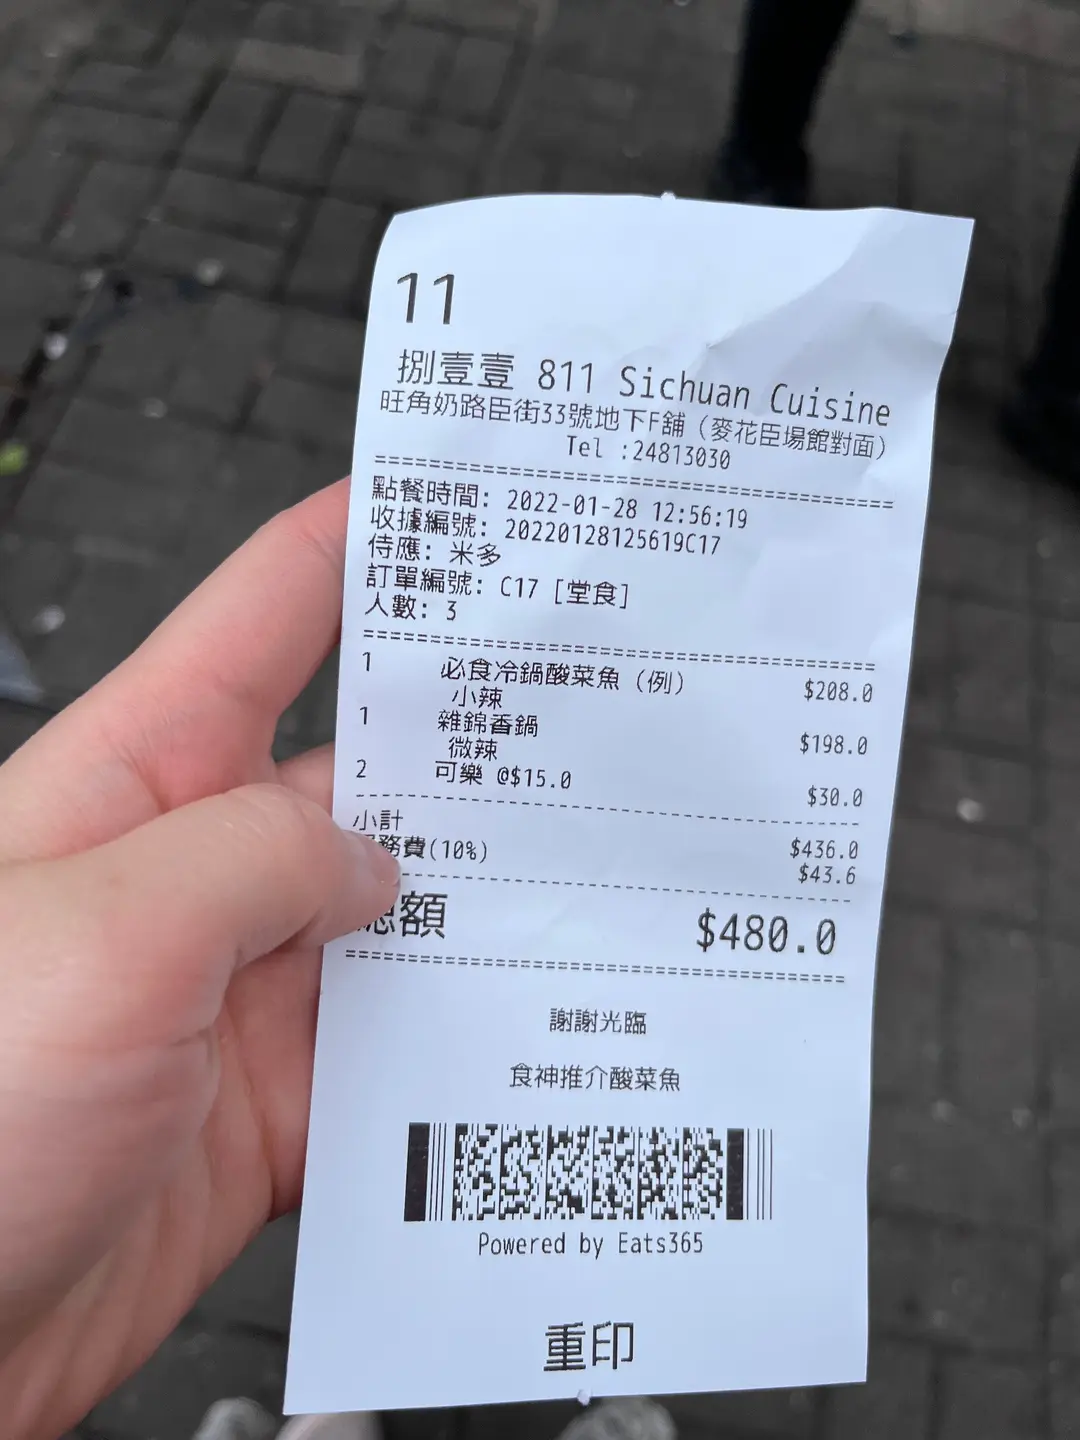 11
捌壹壹 811 Sichuan Cuisine
旺角奶路臣街33號地下F舖（麥花臣場館對面）
Tel :24813030
點餐時間: 2022-01-28 12:56:19
收據編號: 20220128125619C17
侍應: 米多
訂單編號: C17 [堂食]
人數: 3
1 必食冷鍋酸菜魚（例） $208.0
小辣
1 雜錦香鍋 $198.0
微辣
2 可樂 @$15.0 $30.0
小計 $436.0
務費(10%) $43.6
總額 $480.0
謝謝光臨
食神推介酸菜魚
Powered by Eats365
重印